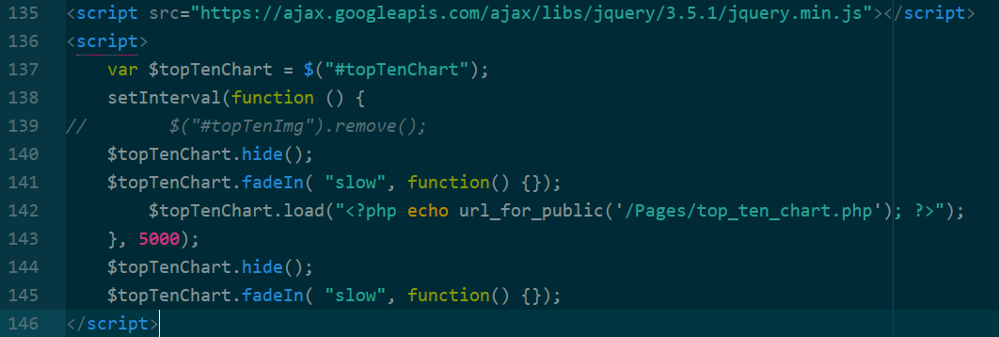 135 <script src="https://ajax.googleapis.com/ajax/libs/jquery/3.5.1/jquery.min.js"></script>
136 <script>
137     var $topTenChart = $("#topTenChart");
138     setInterval(function () {
139 //        $("#topTenImg").remove();
140     $topTenChart.hide();
141     $topTenChart.fadeIn( "slow", function() {});
142         $topTenChart.load("<?php echo url_for_public('/Pages/top_ten_chart.php'); ?>");
143     }, 5000);
144     $topTenChart.hide();
145     $topTenChart.fadeIn( "slow", function() {});
146 </script>